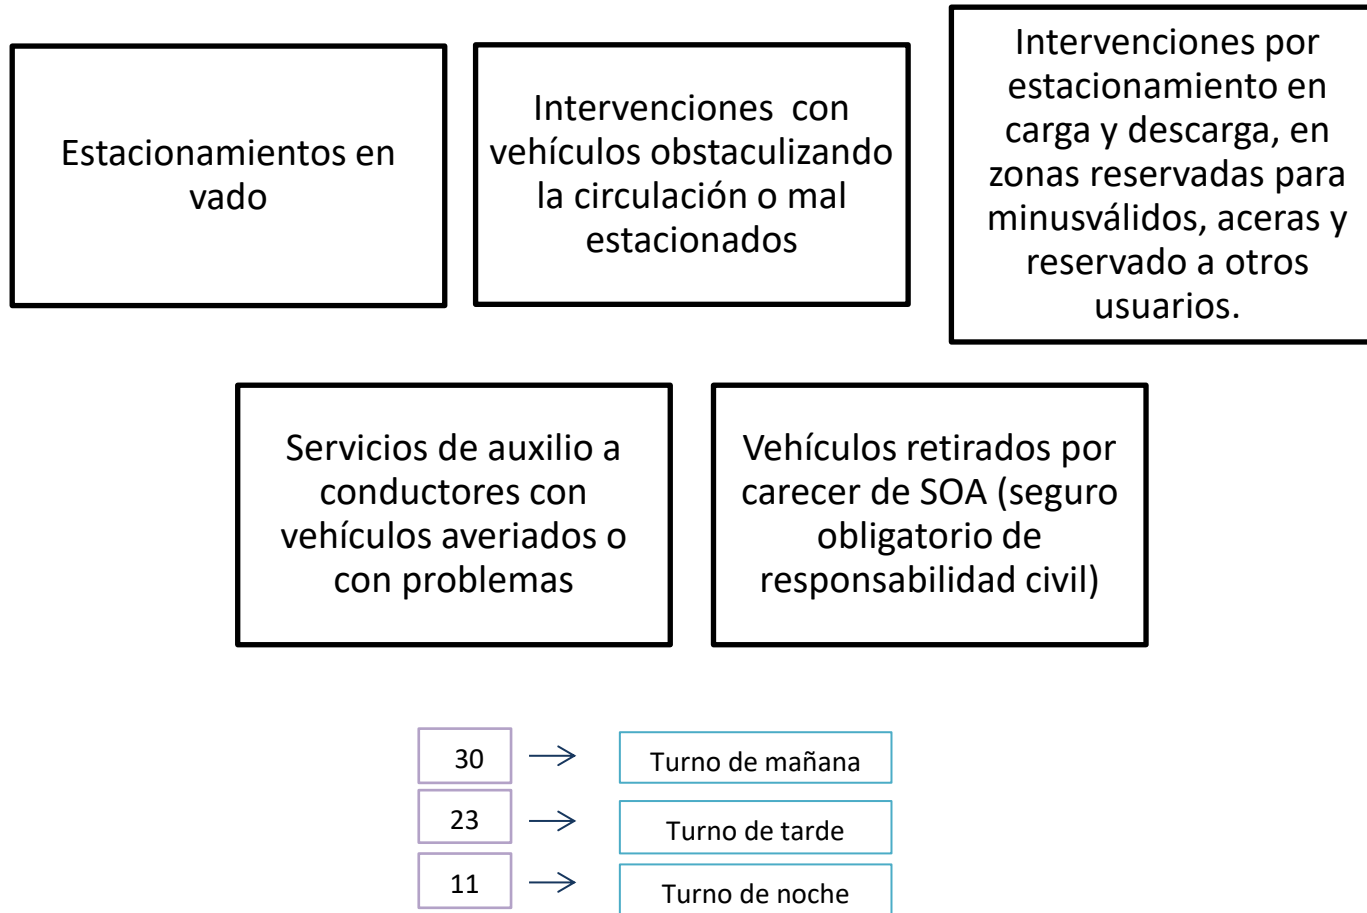 Estacionamientos en
vado
Intervenciones con
vehículos obstaculizando
la circulación o mal
estacionados
Intervenciones por
estacionamiento en
carga y descarga, en
zonas reservadas para
minusválidos, aceras y
reservado a otros
usuarios.
Servicios de auxilio a
conductores con
vehículos averiados o
con problemas
Vehículos retirados por
carecer de SOA (seguro
obligatorio de
responsabilidad civil)
30
Turno de mañana
23
Turno de tarde
11
Turno de noche